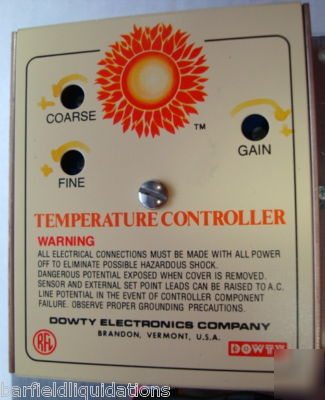 COARSE
TM
GAIN
FINE
TEMPERATURE CONTROLLER
WARNING
ALL ELECTRICAL CONNECTIONS MUST BE MADE WITH ALL POWER
OFF TO ELIMINATE POSSIBLE HAZARDOUS SHOCK.
DANGEROUS POTENTIAL EXPOSED WHEN COVER IS REMOVED.
SENSOR AND EXTERNAL SET POINT LEADS CAN BE RAISED TO A.C.
LINE POTENTIAL IN THE EVENT OF CONTROLLER COMPONENT
FAILURE. OBSERVE PROPER GROUNDING PRECAUTIONS.
DOWTY ELECTRONICS COMPANY
BRANDON, VERMONT, U.S.A.
RFL
DOWTY
barfieldliquidations